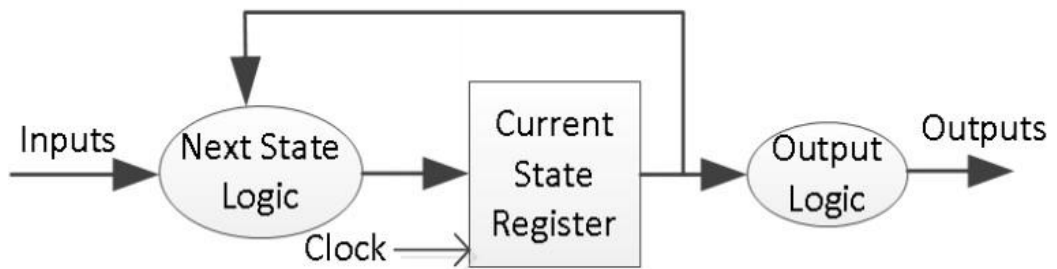 Inputs
Next State
Logic
Clock
Current
State
Register
Output
Logic
Outputs